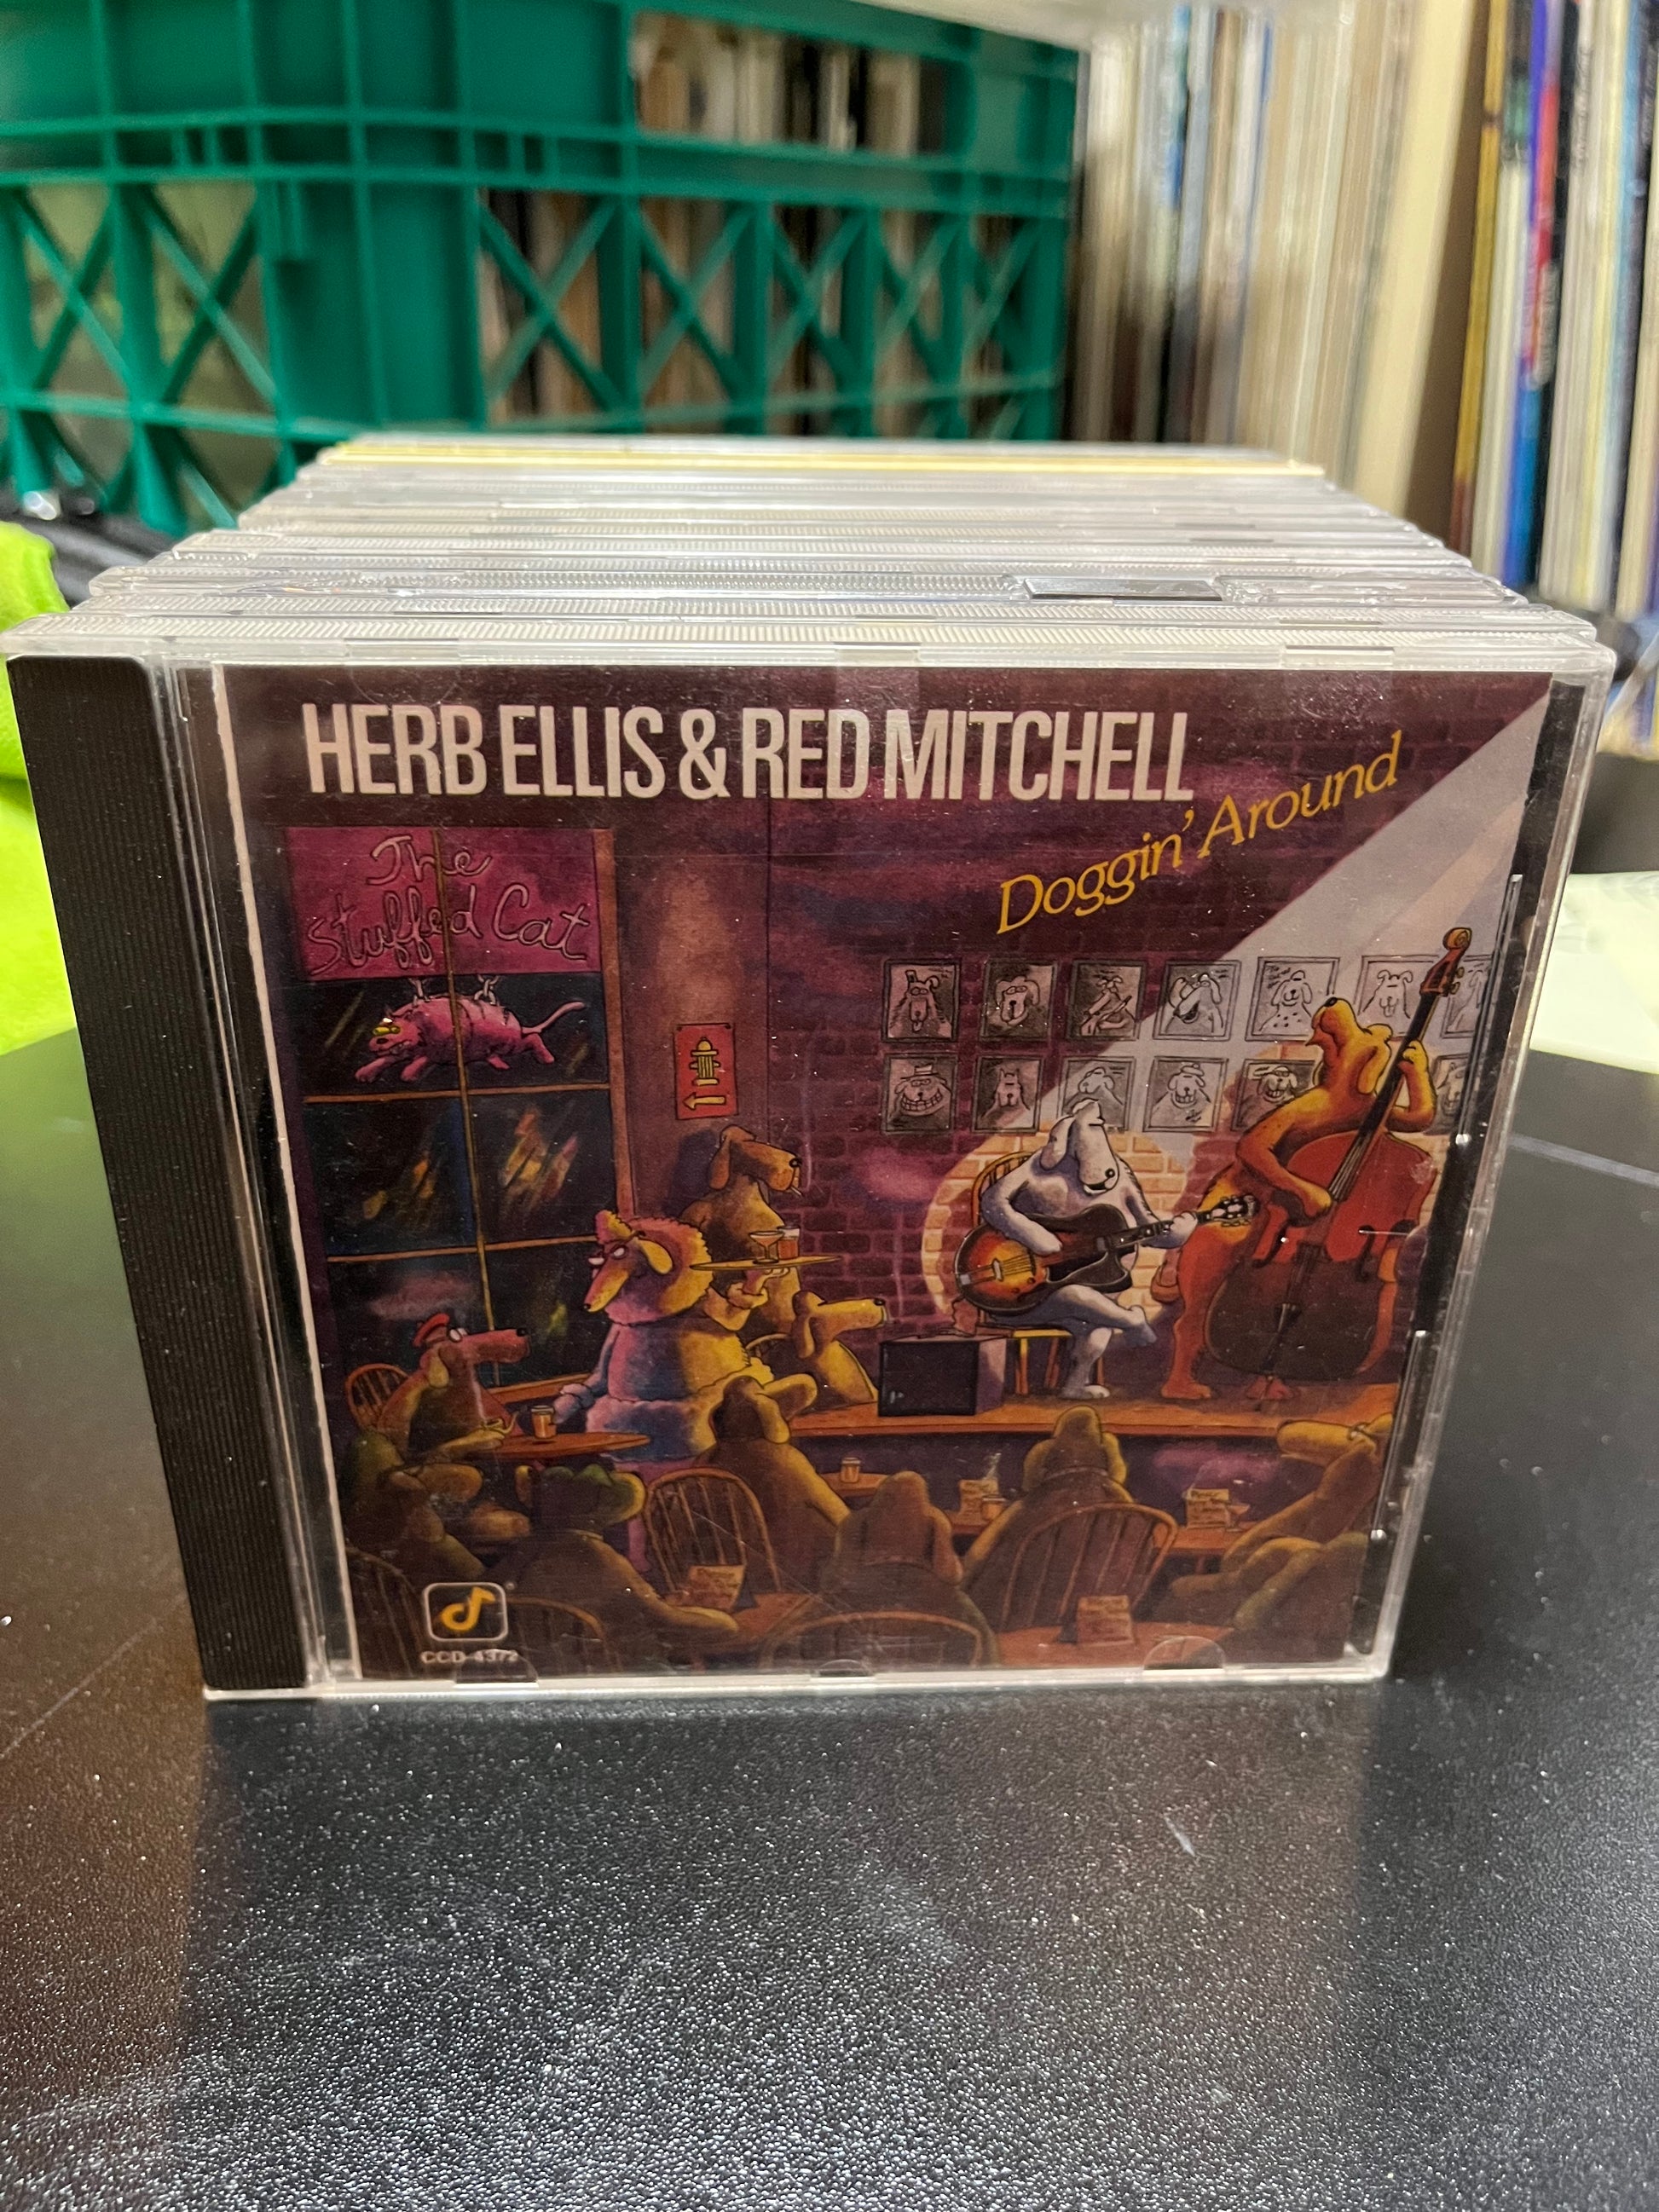 HERB ELLIS & RED MITCHELL
Doggin' Around
The
Stuffed Cat
CCD-4372